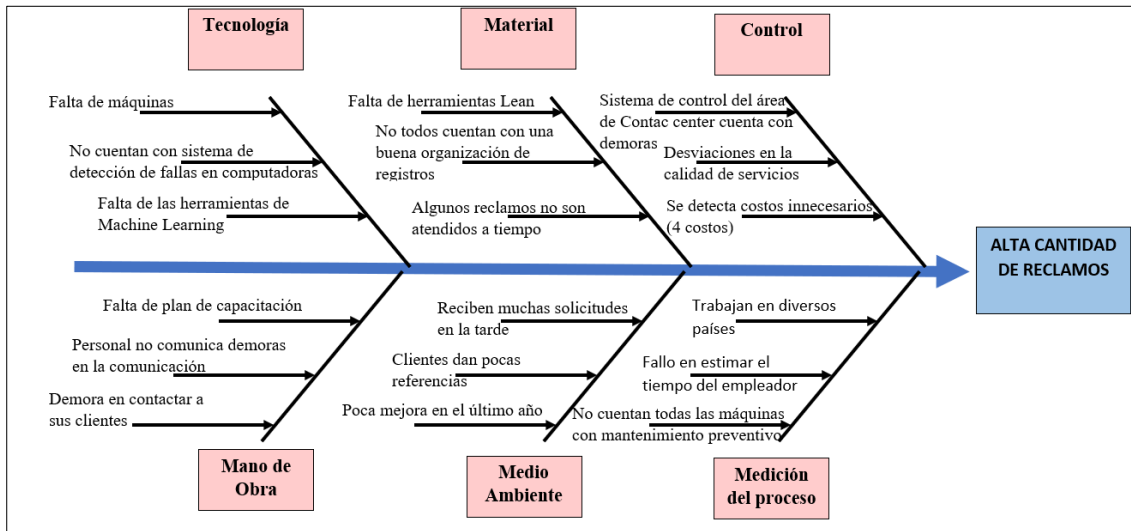 Tecnología
Material
Control
Falta de máquinas
No cuentan con sistema de
detección de fallas en computadoras
Falta de las herramientas de
Machine Learning
Falta de herramientas Lean
No todos cuentan con una
buena organización de
registros
Algunos reclamos no son
atendidos a tiempo
Sistema de control del área
de Contac center cuenta con
demoras
Desviaciones en la
calidad de servicios
Se detecta costos innecesarios
(4 costos)
ALTA CANTIDAD
DE RECLAMOS
Falta de plan de capacitación
Personal no comunica demoras
en la comunicación
Demora en contactar a
sus clientes
Reciben muchas solicitudes
en la tarde
Clientes dan pocas
referencias
Poca mejora en el último año
Trabajan en diversos
países
Fallo en estimar el
tiempo del empleador
No cuentan todas las máquinas
con mantenimiento preventivo
Mano de
Obra
Medio
Ambiente
Medición
del proceso